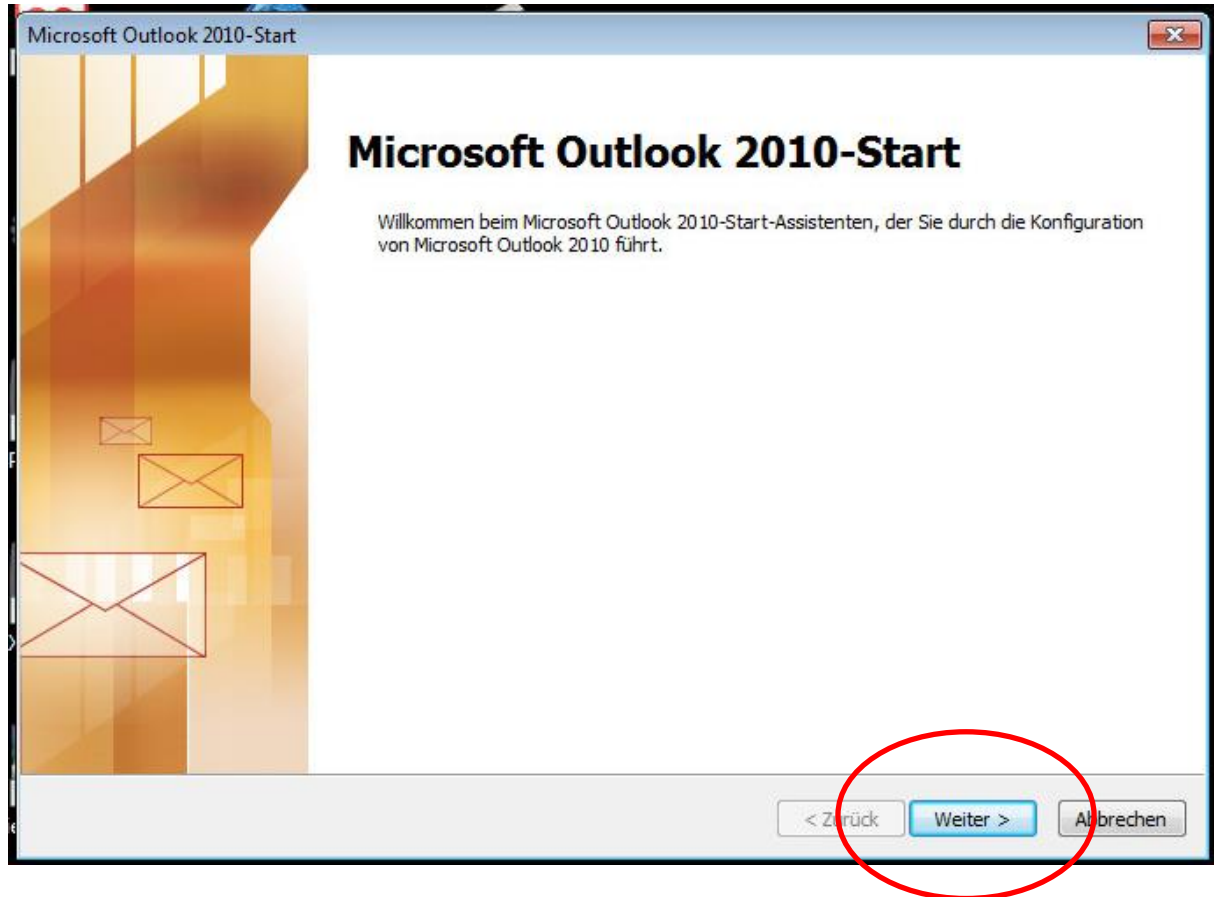 Microsoft Outlook 2010-Start
Microsoft Outlook 2010-Start
Willkommen beim Microsoft Outlook 2010-Start-Assistenten, der Sie durch die Konfiguration
von Microsoft Outlook 2010 führt.
< Zurück
Weiter >
Abbrechen